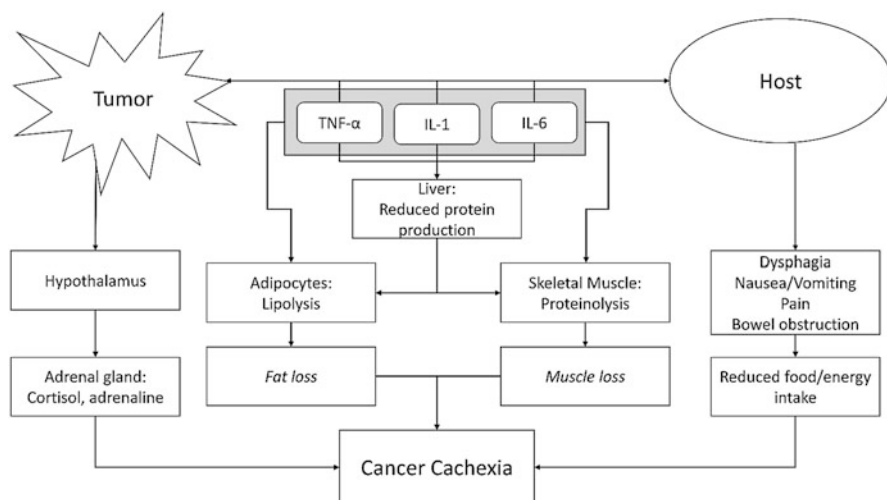 Tumor
Host
TNF-α
IL-1
IL-6
Liver:
Reduced protein
production
Hypothalamus
Adipocytes:
Lipolysis
Skeletal Muscle:
Proteinolysis
Dysphagia
Nausea/Vomiting
Pain
Bowel obstruction
Adrenal gland:
Cortisol, adrenaline
Fat loss
Muscle loss
Reduced food/energy
intake
Cancer Cachexia